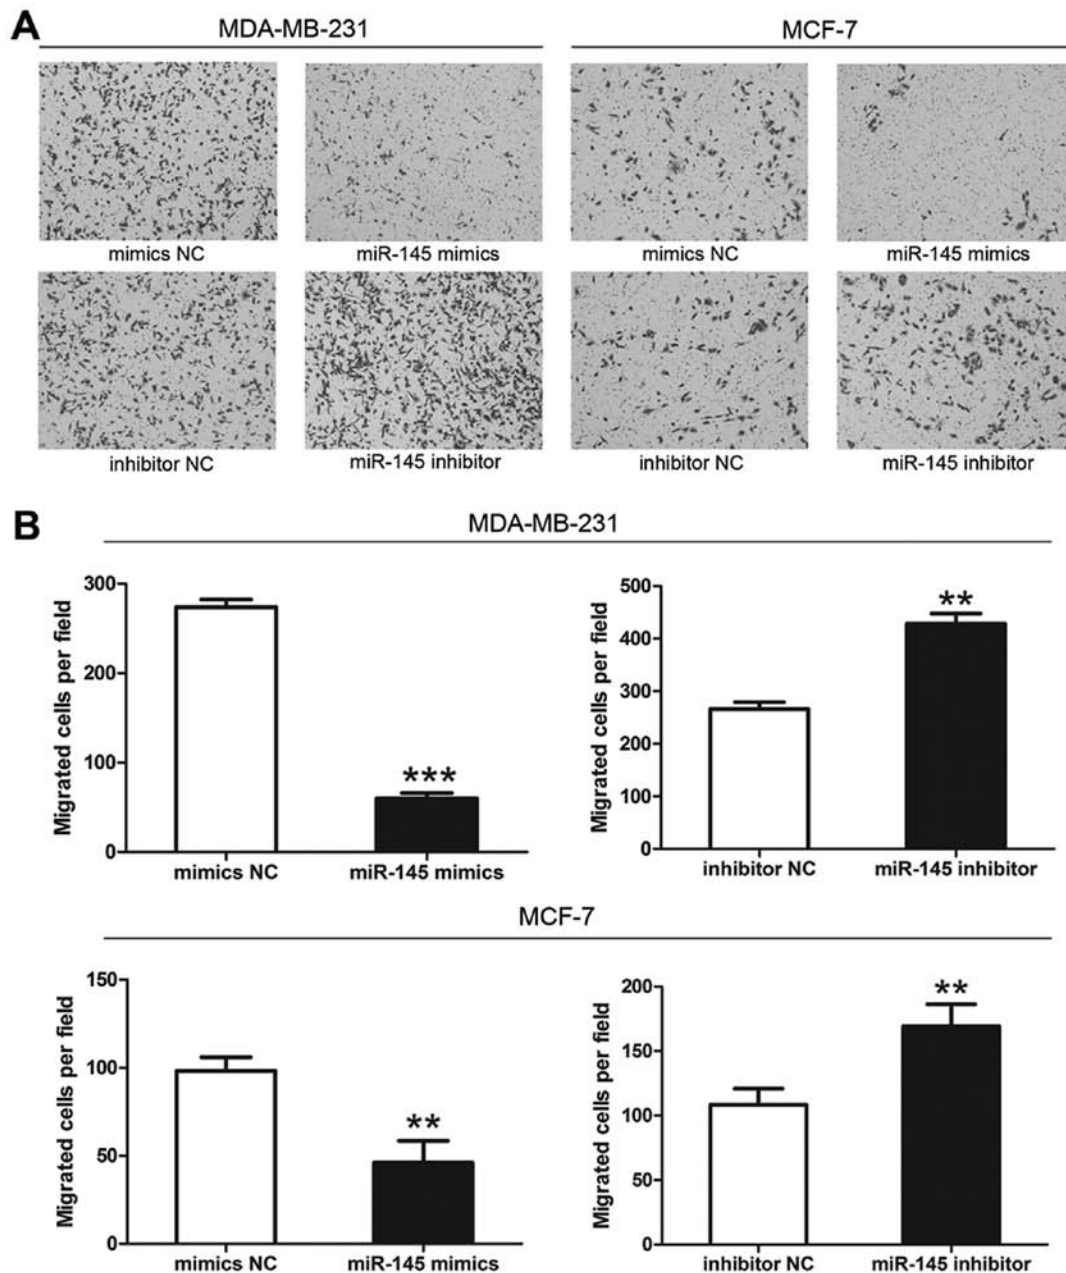 A
MDA-MB-231 MCF-7
mimics NC miR-145 mimics mimics NC miR-145 mimics
inhibitor NC miR-145 inhibitor inhibitor NC miR-145 inhibitor
B
MDA-MB-231
Migrated cells per field
300
200
100
0
***
mimics NC miR-145 mimics
Migrated cells per field
500
400
300
200
100
0
**
inhibitor NC miR-145 inhibitor
MCF-7
Migrated cells per field
150
100
50
0
**
mimics NC miR-145 mimics
Migrated cells per field
200
150
100
50
0
**
inhibitor NC miR-145 inhibitor